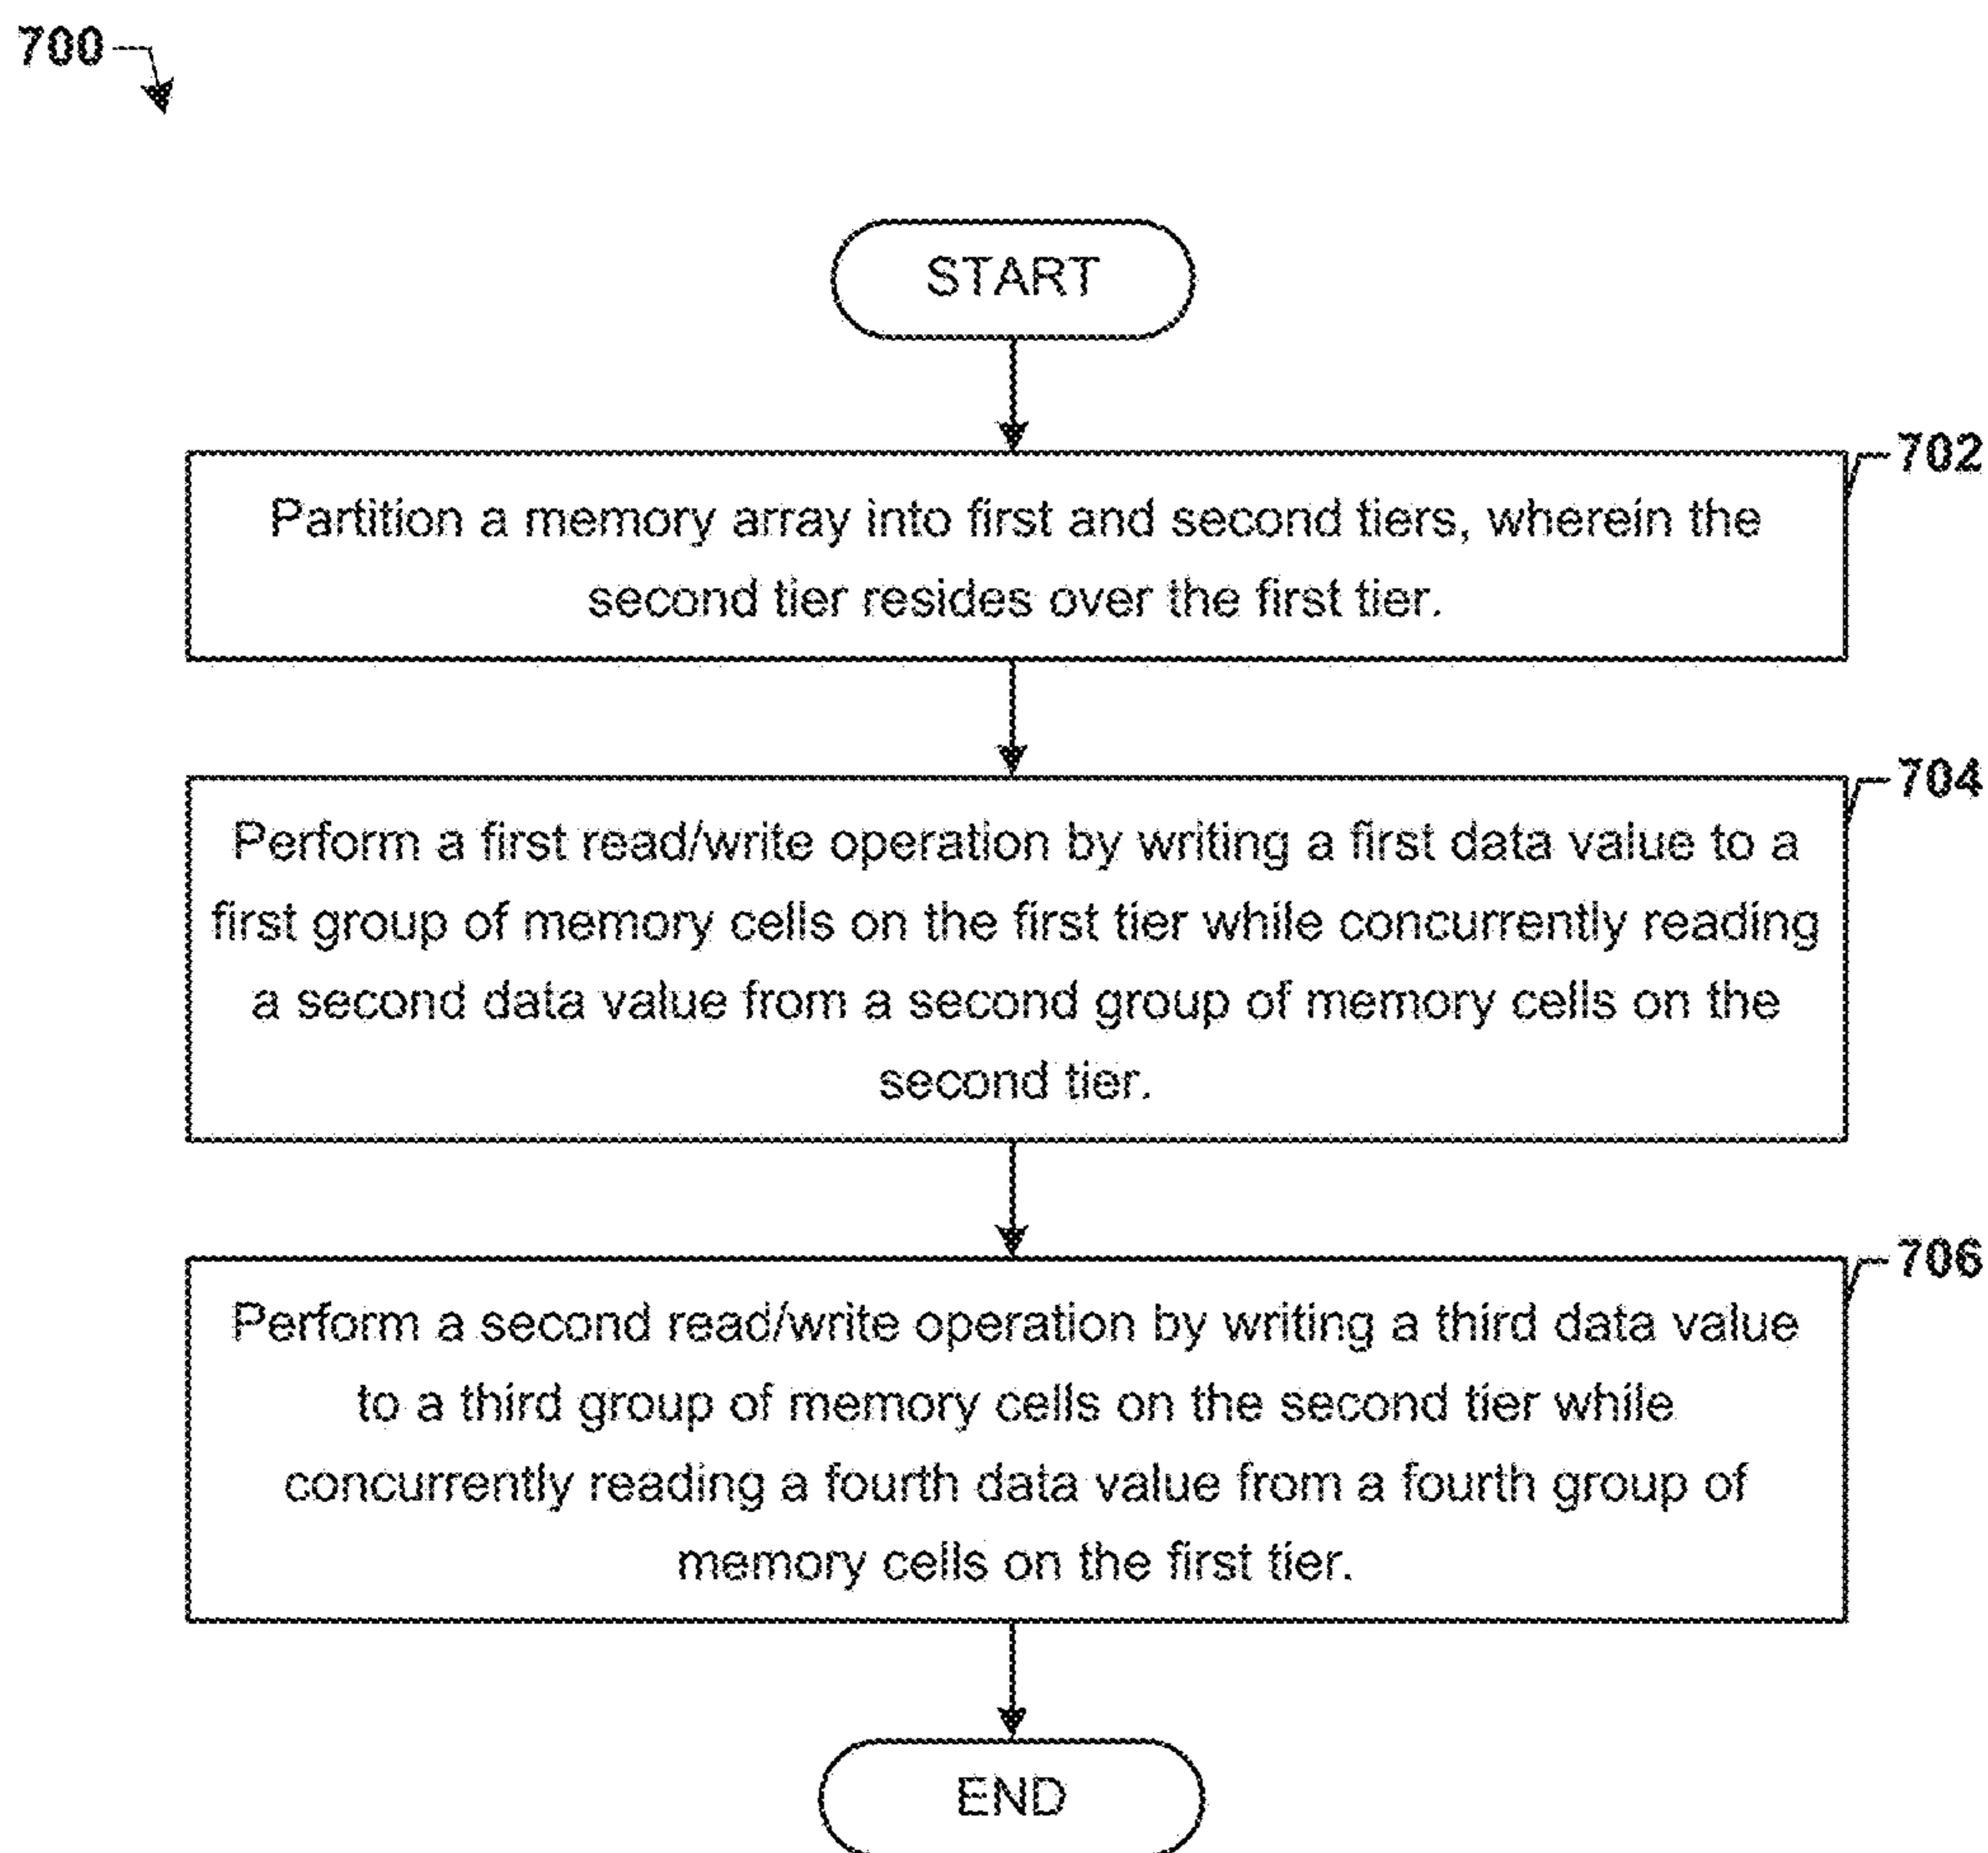 700
START
702
Partition a memory array into first and second tiers, wherein the
second tier resides over the first tier.
704
Perform a first read/write operation by writing a first data value to a
first group of memory cells on the first tier while concurrently reading
a second data value from a second group of memory cells on the
second tier.
706
Perform a second read/write operation by writing a third data value
to a third group of memory cells on the second tier while
concurrently reading a fourth data value from a fourth group of
memory cells on the first tier.
END